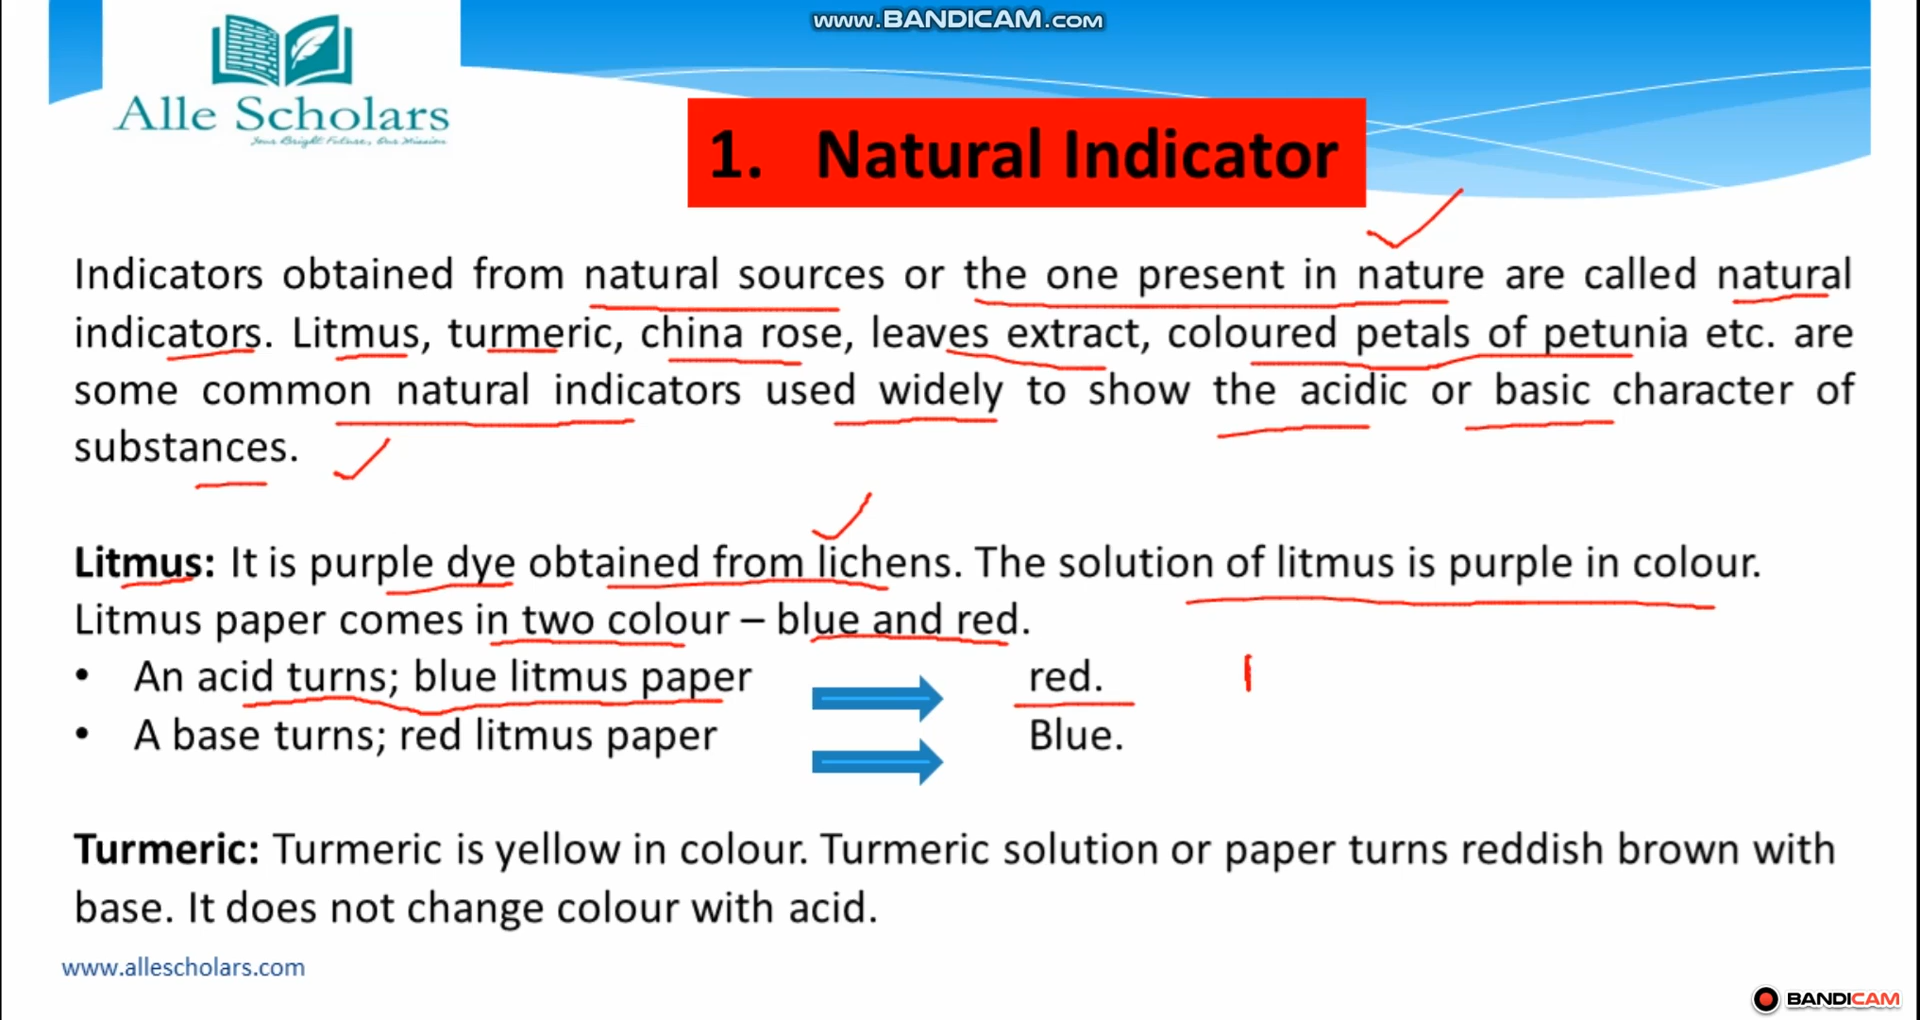 www.BANDICAM.com
Alle Scholars
Your Bright Future, Our Mission
1. Natural Indicator
Indicators obtained from natural sources or the one present in nature are called natural
indicators. Litmus, turmeric, china rose, leaves extract, coloured petals of petunia etc. are
some common natural indicators used widely to show the acidic or basic character of
substances.
Litmus: It is purple dye obtained from lichens. The solution of litmus is purple in colour.
Litmus paper comes in two colour – blue and red.
• An acid turns; blue litmus paper red.
• A base turns; red litmus paper Blue.
Turmeric: Turmeric is yellow in colour. Turmeric solution or paper turns reddish brown with
base. It does not change colour with acid.
www.allescholars.com
BANDICAM